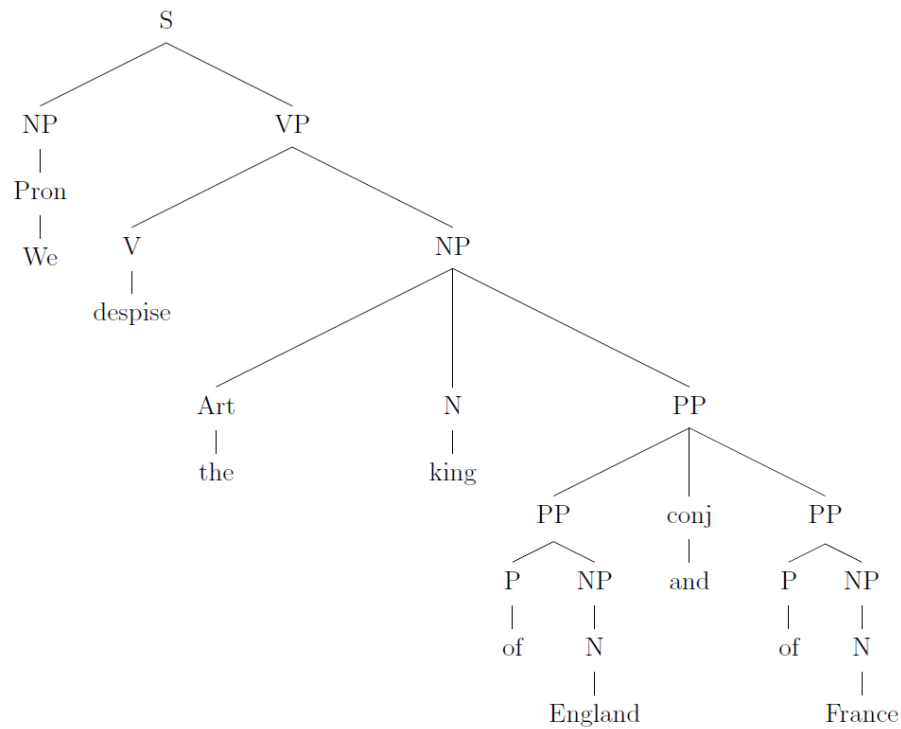 S
NP VP
Pron
We V NP
despise
Art N PP
the king
PP conj PP
P NP and P NP
of N of N
England France